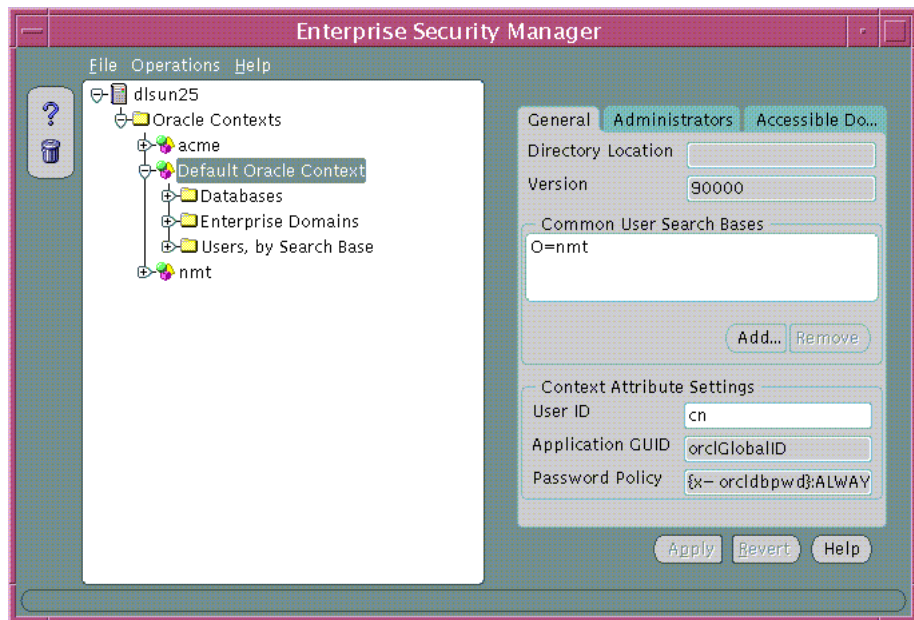 Enterprise Security Manager
File Operations Help
dlsun25
Oracle Contexts
acme
Default Oracle Context
Databases
Enterprise Domains
Users, by Search Base
nmt
General Administrators Accessible Do...
Directory Location
Version 90000
Common User Search Bases
O=nmt
Add... Remove
Context Attribute Settings
User ID cn
Application GUID orclGlobalID
Password Policy {x- orcldbpwd}:ALWAY
Apply Revert Help